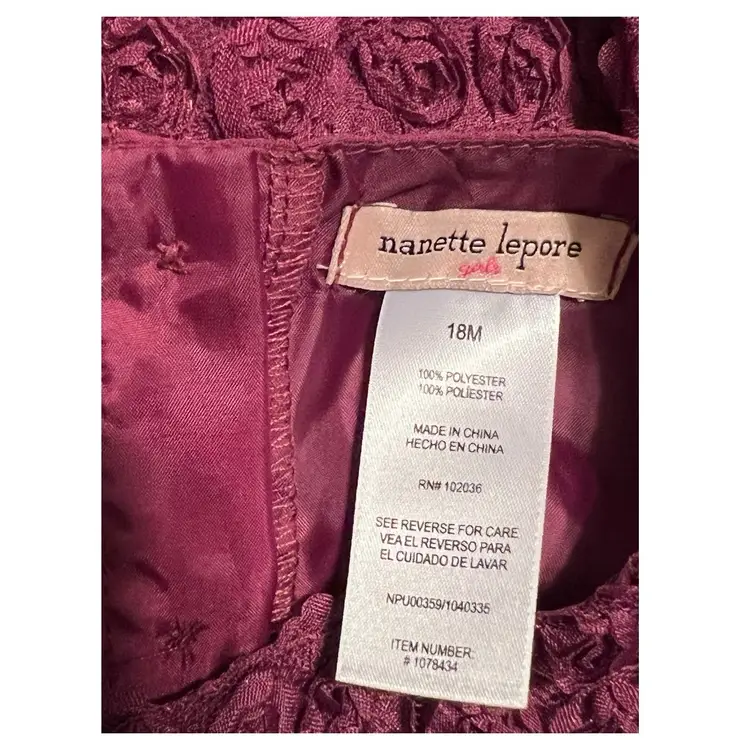 nanette lepore
girls
18M
100% POLYESTER
100% POLÍESTER
MADE IN CHINA
HECHO EN CHINA
RN# 102036
SEE REVERSE FOR CARE
VEA EL REVERSO PARA
EL CUIDADO DE LAVAR
NPU00359/1040335
ITEM NUMBER:
# 1078434